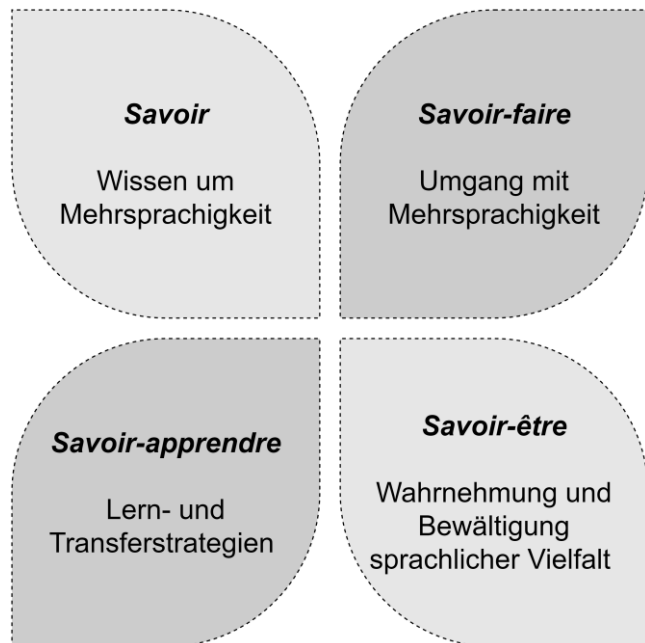 Savoir
Wissen um
Mehrsprachigkeit
Savoir-faire
Umgang mit
Mehrsprachigkeit
Savoir-apprendre
Lern- und
Transferstrategien
Savoir-être
Wahrnehmung und
Bewältigung
sprachlicher Vielfalt